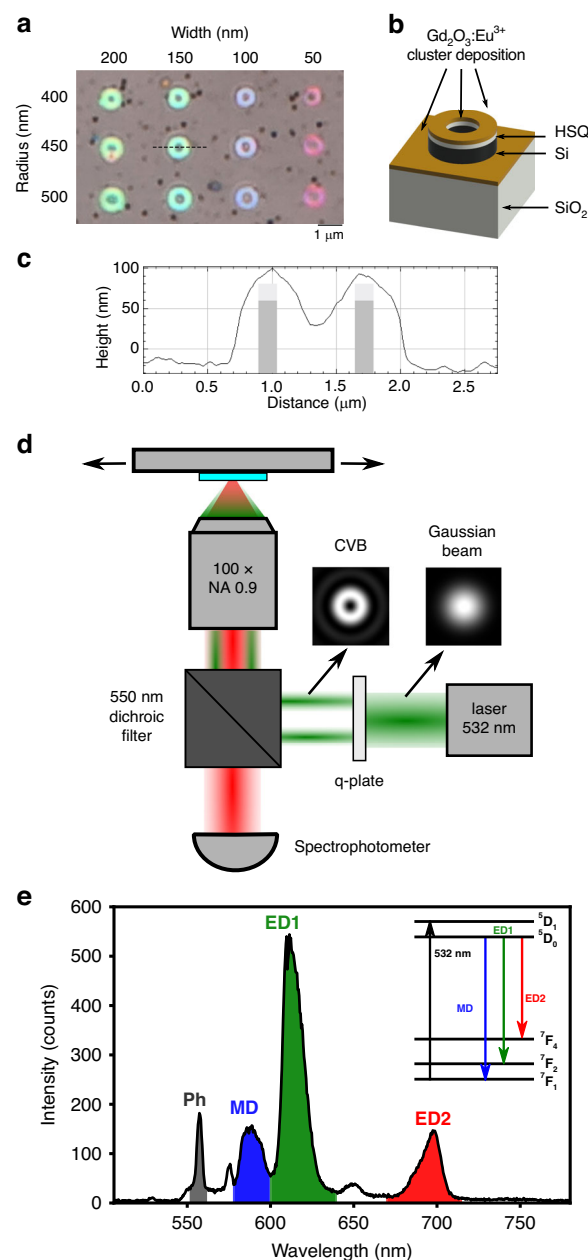 a
Width (nm)
200 150 100 50
Radius (nm)
400
450
500
1 μm
b
Gd₂O₃:Eu³⁺
cluster deposition
HSQ
Si
SiO₂
c
Height (nm)
100
50
0
0.0 0.5 1.0 1.5 2.0 2.5
Distance (μm)
d
100 ×
NA 0.9
CVB
Gaussian
beam
550 nm
dichroic
filter
laser
532 nm
q-plate
Spectrophotometer
e
Intensity (counts)
600
500
400
300
200
100
0
550 600 650 700 750
Wavelength (nm)
Ph
MD
ED1
ED2
⁵D₁
⁵D₀
ED1
532 nm
ED2
MD
⁷F₄
⁷F₂
⁷F₁